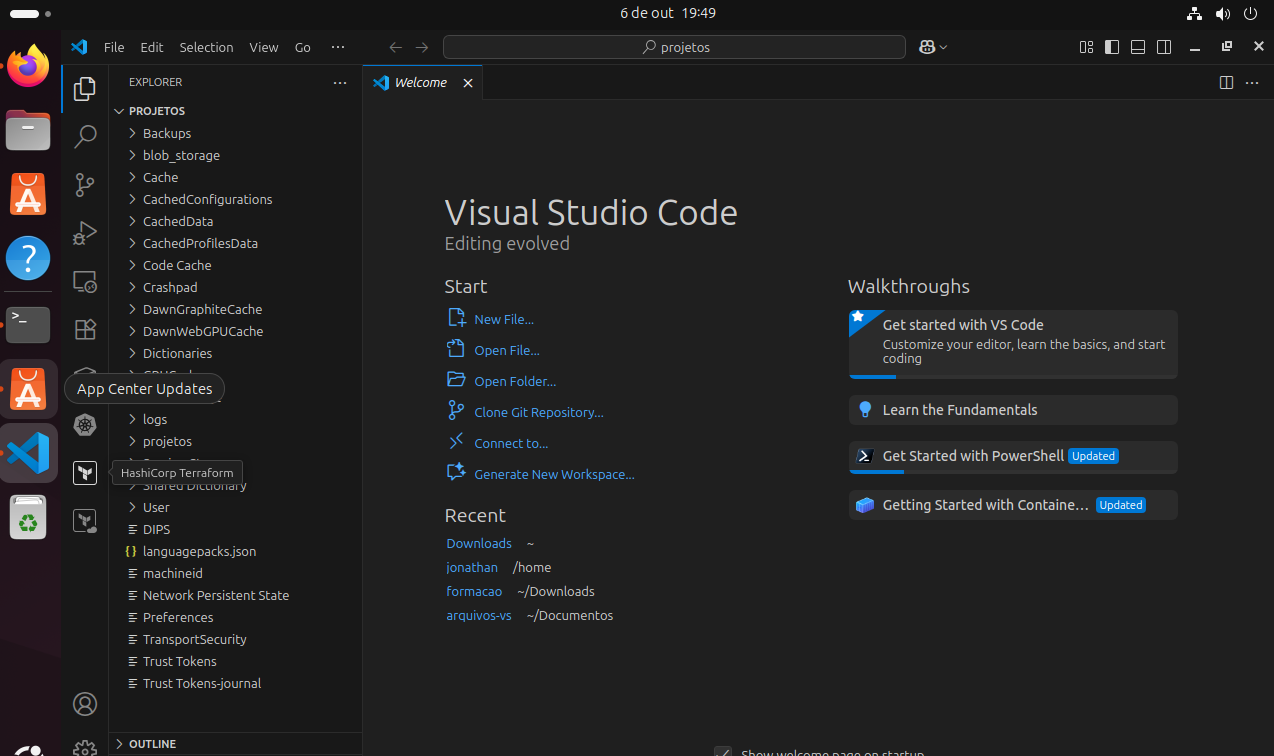 6 de out 19:49
File Edit Selection View Go
projetos
EXPLORER
PROJETOS
Backups
blob_storage
Cache
CachedConfigurations
CachedData
CachedProfilesData
Code Cache
Crashpad
DawnGraphiteCache
DawnWebGPUCache
Dictionaries
App Center Updates
logs
projetos
HashiCorp Terraform
Shared Dictionary
User
DIPS
languagepacks.json
machineid
Network Persistent State
Preferences
TransportSecurity
Trust Tokens
Trust Tokens-journal
OUTLINE
Welcome
Visual Studio Code
Editing evolved
Start
New File...
Open File...
Open Folder...
Clone Git Repository...
Connect to...
Generate New Workspace...
Recent
Downloads ~
jonathan /home
formacao ~/Downloads
arquivos-vs ~/Documentos
Walkthroughs
Get started with VS Code
Customize your editor, learn the basics, and start
coding
Learn the Fundamentals
Get Started with PowerShell Updated
Getting Started with Containe... Updated
Show welcome page on startup